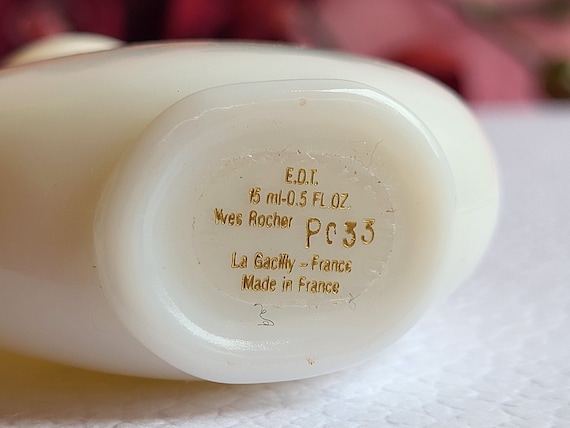 E.D.T.
15 ml-0.5 FL OZ.
Yves Rocher PC33
La Gacilly - France
Made in France